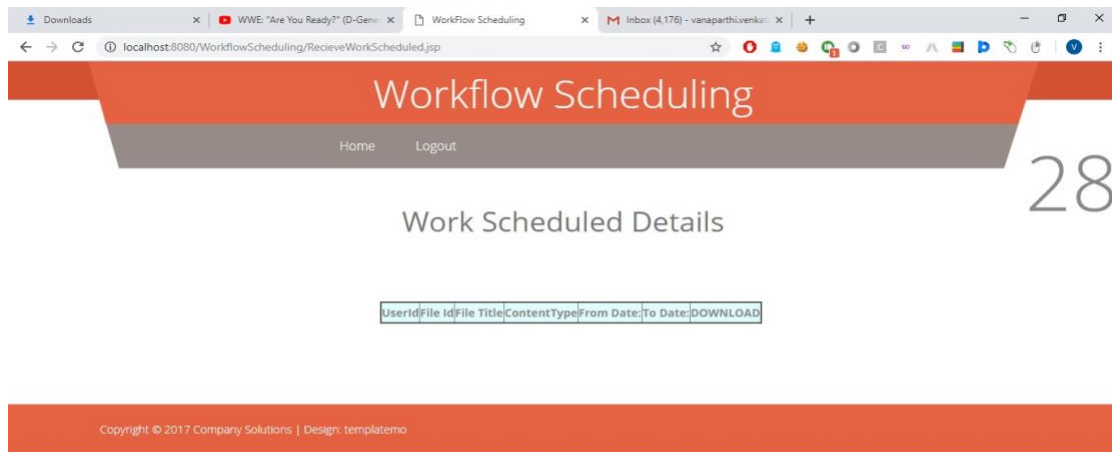 Downloads
WWE: "Are You Ready?" (D-Gene
WorkFlow Scheduling
Inbox (4,176) - vanaparthi.venkat
localhost:8080/WorkflowScheduling/RecieveWorkScheduled.jsp
V
Workflow Scheduling
Home Logout
28
Work Scheduled Details
UserId File Id File Title ContentType From Date: To Date: DOWNLOAD
Copyright © 2017 Company Solutions | Design: templatemo